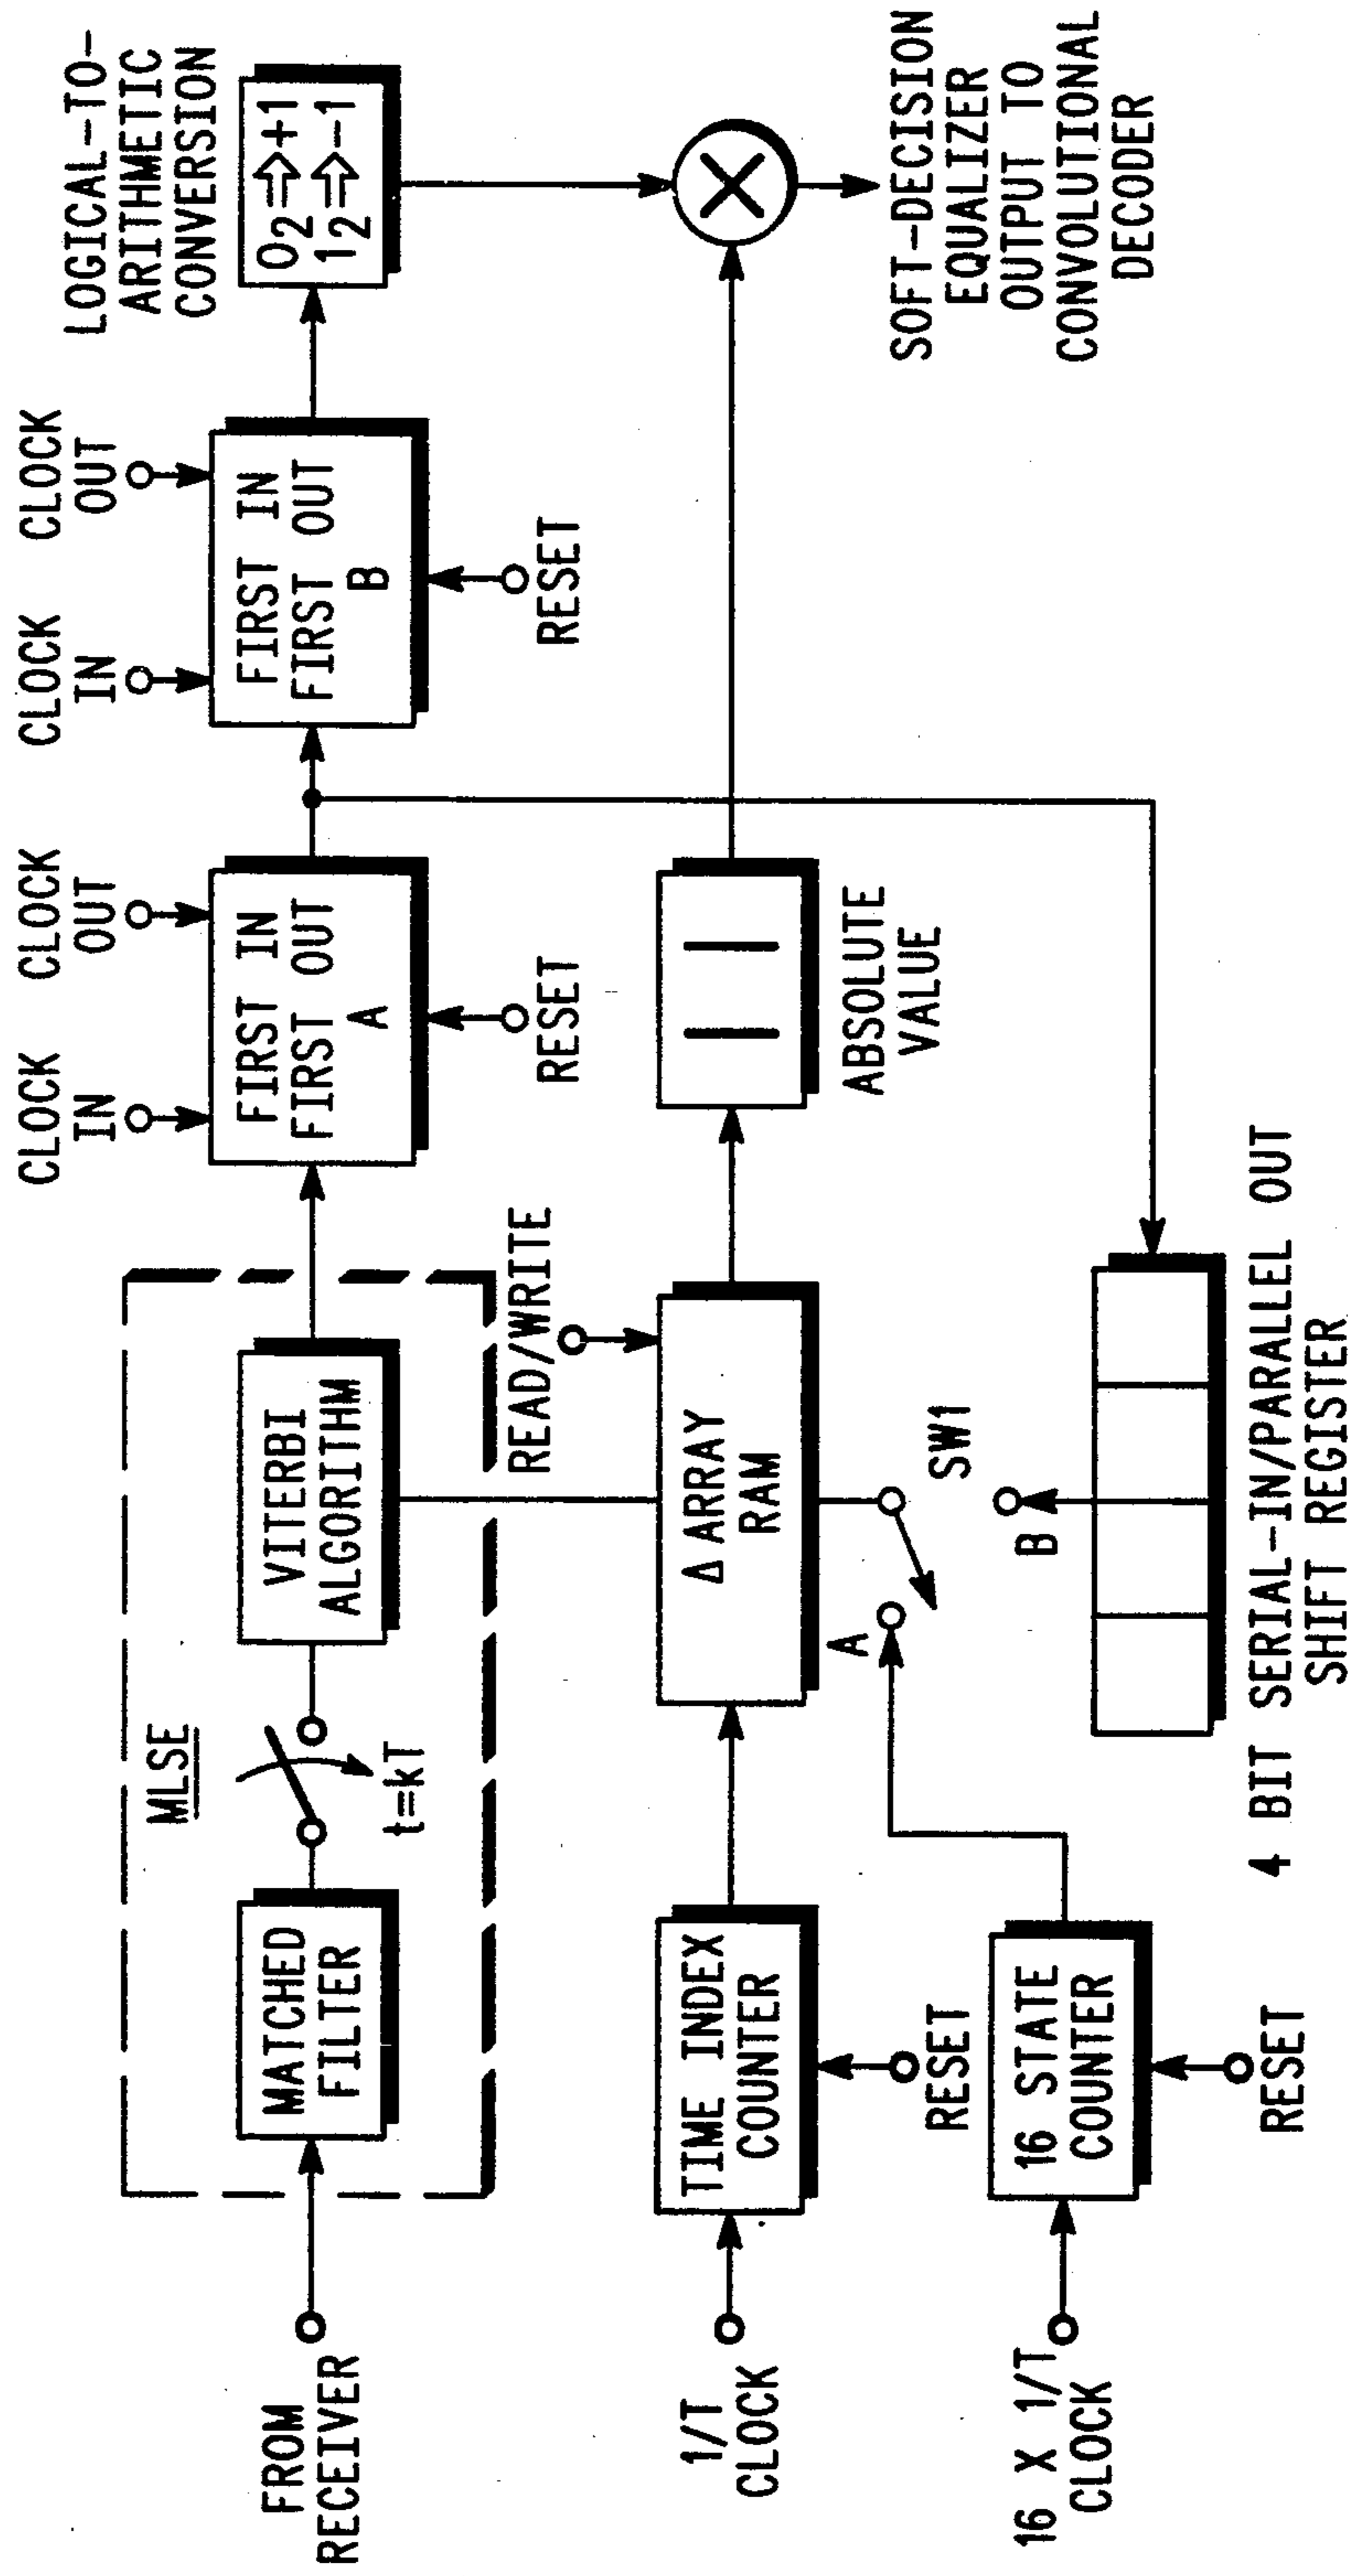 FROM
RECEIVER
MLSE
MATCHED
FILTER
t=kT
VITERBI
ALGORITHM
CLOCK
IN
CLOCK
OUT
FIRST IN
FIRST OUT
A
RESET
CLOCK
IN
CLOCK
OUT
FIRST IN
FIRST OUT
B
RESET
LOGICAL-TO-
ARITHMETIC
CONVERSION
0₂⇒+1
1₂⇒-1
1/T
CLOCK
TIME INDEX
COUNTER
RESET
READ/WRITE
Δ ARRAY
RAM
ABSOLUTE
VALUE
SOFT-DECISION
EQUALIZER
OUTPUT TO
CONVOLUTIONAL
DECODER
16 X 1/T
CLOCK
16 STATE
COUNTER
RESET
A
SW1
B
4 BIT SERIAL-IN/PARALLEL OUT
SHIFT REGISTER